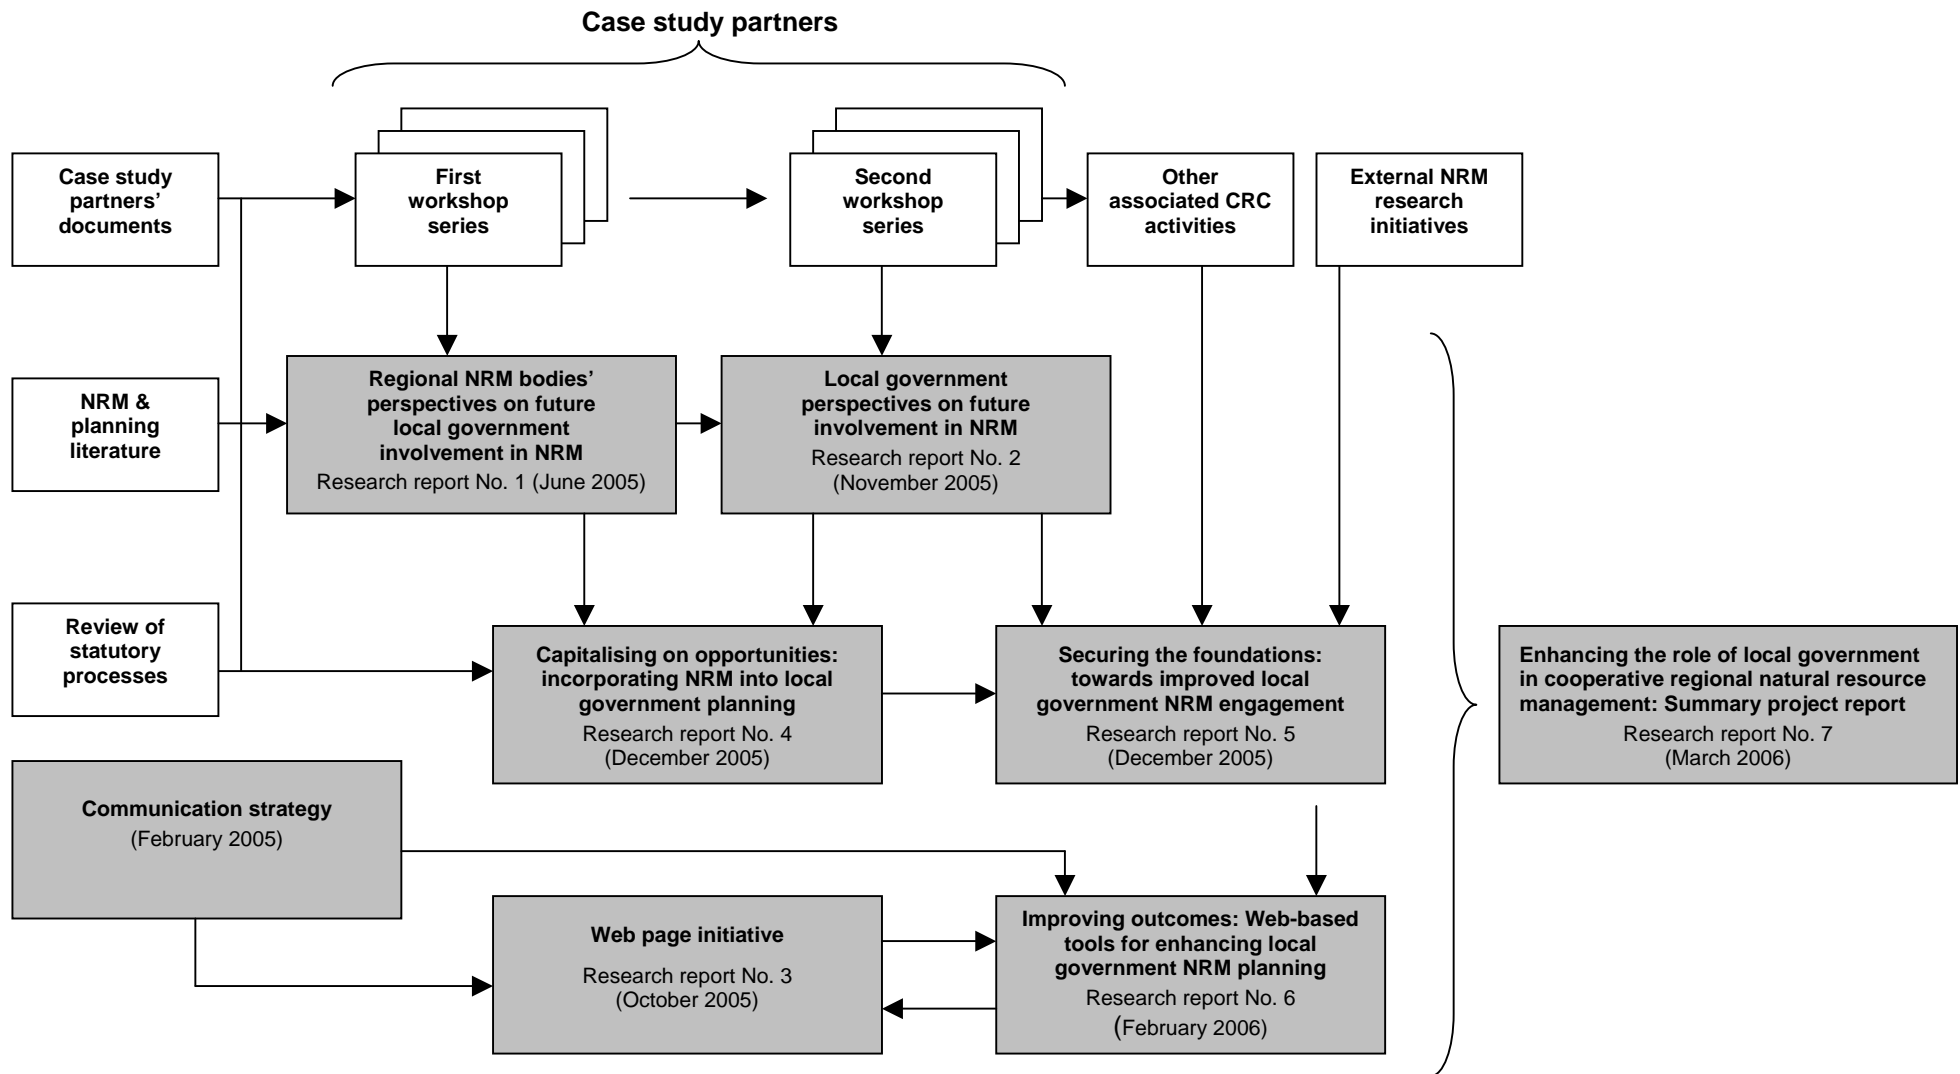 Case study partners
Case study
partners’
documents
First
workshop
series
Second
workshop
series
Other
associated CRC
activities
External NRM
research
initiatives
NRM &
planning
literature
Regional NRM bodies’
perspectives on future
local government
involvement in NRM
Research report No. 1 (June 2005)
Local government
perspectives on future
involvement in NRM
Research report No. 2
(November 2005)
Review of
statutory
processes
Capitalising on opportunities:
incorporating NRM into local
government planning
Research report No. 4
(December 2005)
Securing the foundations:
towards improved local
government NRM engagement
Research report No. 5
(December 2005)
Enhancing the role of local government
in cooperative regional natural resource
management: Summary project report
Research report No. 7
(March 2006)
Communication strategy
(February 2005)
Web page initiative
Research report No. 3
(October 2005)
Improving outcomes: Web-based
tools for enhancing local
government NRM planning
Research report No. 6
(February 2006)